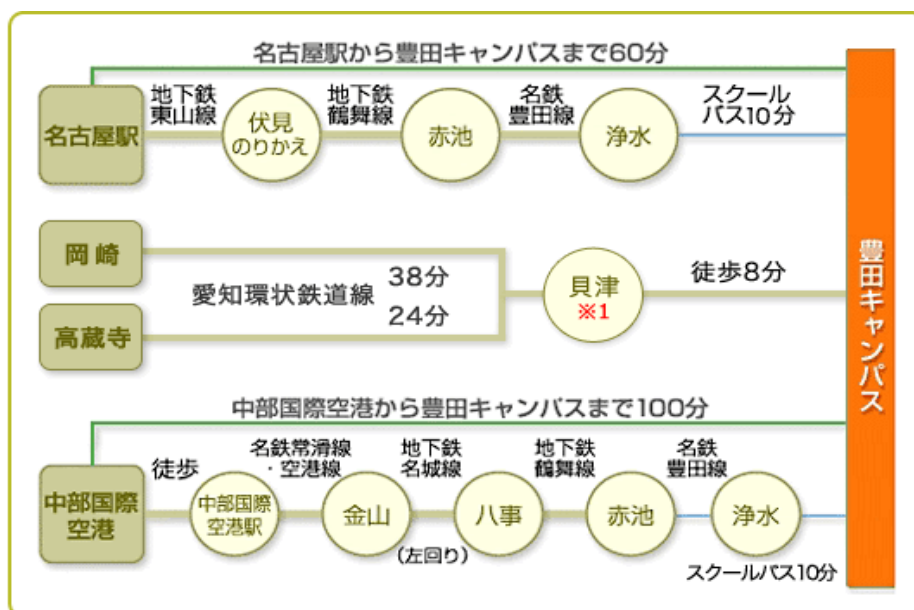 名古屋駅から豊田キャンパスまで60分
名古屋駅
地下鉄
東山線
伏見
のりかえ
地下鉄
鶴舞線
赤池
名鉄
豊田線
浄水
スクール
バス10分
岡崎
高蔵寺
愛知環状鉄道線
38分
24分
貝津
※1
徒歩8分
豊田キャンパス
中部国際空港から豊田キャンパスまで100分
中部国際
空港
徒歩
中部国際
空港駅
名鉄常滑線
・空港線
金山
地下鉄
名城線
(左回り)
八事
地下鉄
鶴舞線
赤池
名鉄
豊田線
浄水
スクールバス10分